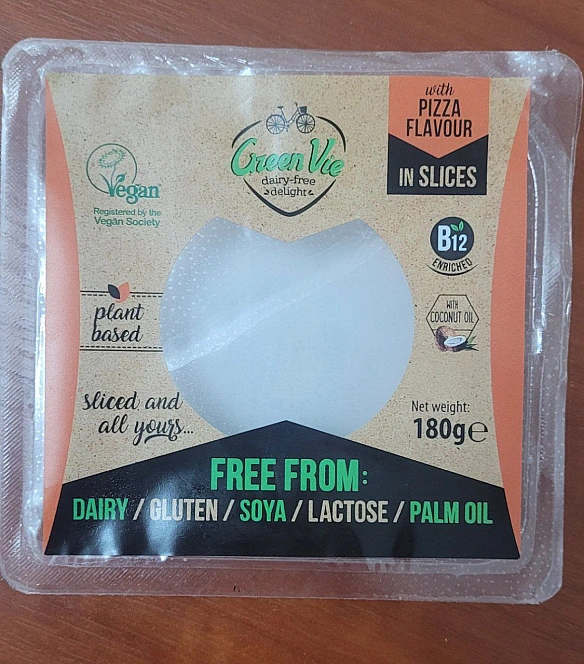 with
PIZZA
FLAVOUR
IN SLICES
Green Vie
dairy-free
delight
Vegan
Registered by the
Vegan Society
B12
ENRICHED
WITH
COCONUT OIL
plant
based
sliced and
all yours...
Net weight:
180g℮
FREE FROM:
DAIRY / GLUTEN / SOYA / LACTOSE / PALM OIL